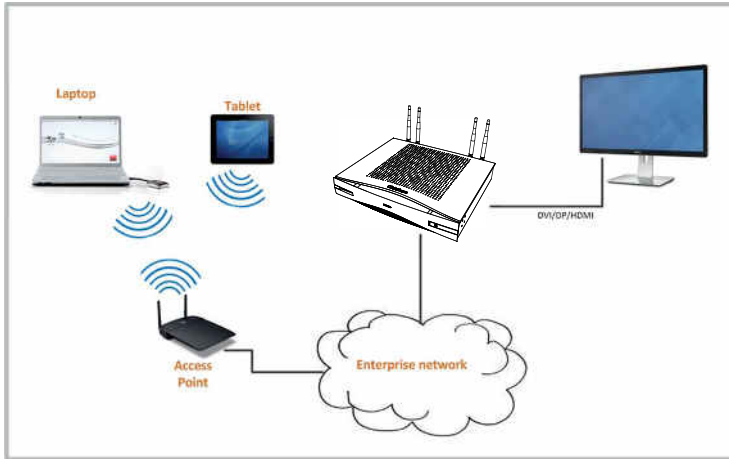 Laptop
Tablet
DVI/DP/HDMI
Access
Point
Enterprise network